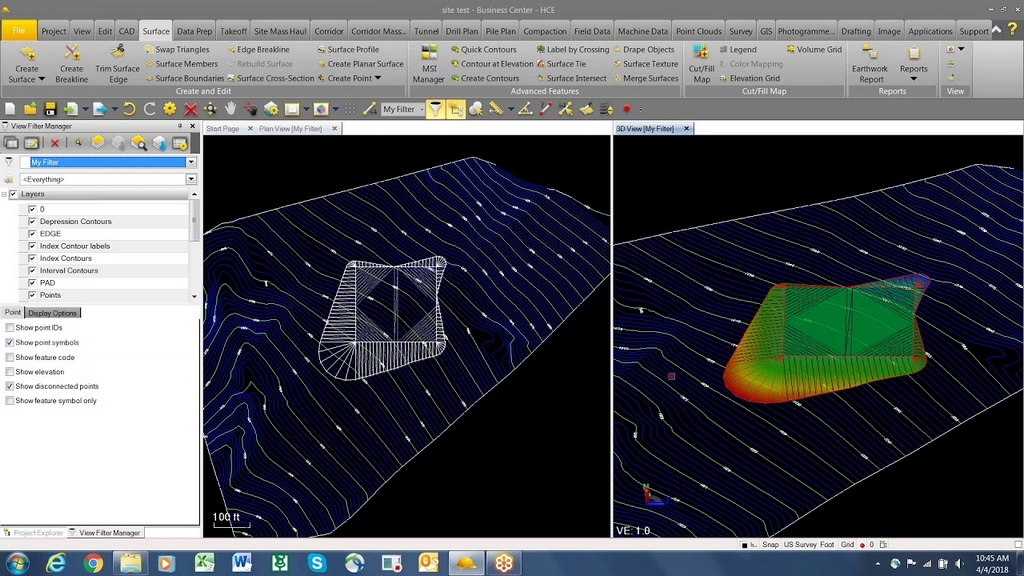 site test - Business Center - HCE
File Project View Edit CAD Surface Data Prep Takeoff Site Mass Haul Corridor Corridor Mass... Tunnel Drill Plan Pile Plan Compaction Field Data Machine Data Point Clouds Survey GIS Photogramme... Drafting Image Applications Support
Create Surface
Create Breakline
Trim Surface Edge
Swap Triangles
Surface Members
Surface Boundaries
Edge Breakline
Rebuild Surface
Surface Cross-Section
Surface Profile
Create Planar Surface
Create Point
Create and Edit
MSI Manager
Quick Contours
Contour at Elevation
Create Contours
Label by Crossing
Surface Tie
Surface Intersect
Drape Objects
Surface Texture
Merge Surfaces
Advanced Features
Cut/Fill Map
Legend
Color Mapping
Elevation Grid
Volume Grid
Cut/Fill Map
Earthwork Report
Reports
Reports
View
My Filter
View Filter Manager
Start Page
Plan View [My Filter]
3D View [My Filter]
My Filter
<Everything>
Layers
0
Depression Contours
EDGE
Index Contour labels
Index Contours
Interval Contours
PAD
Points
Point Display Options
Show point IDs
Show point symbols
Show feature code
Show elevation
Show disconnected points
Show feature symbol only
100 ft
VE: 1.0
Project Explorer View Filter Manager
Snap US Survey Foot Grid 0
10:45 AM
4/4/2018